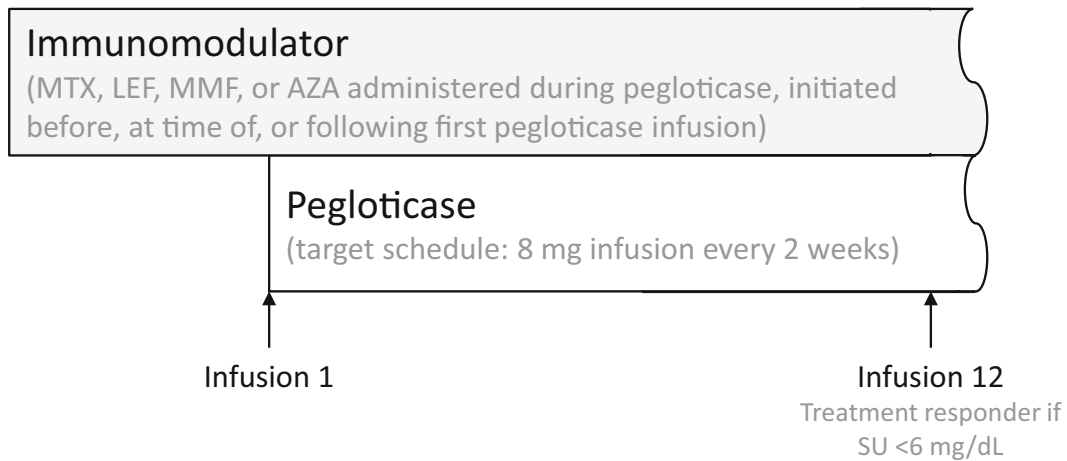 Immunomodulator
(MTX, LEF, MMF, or AZA administered during pegloticase, initiated
before, at time of, or following first pegloticase infusion)
Pegloticase
(target schedule: 8 mg infusion every 2 weeks)
Infusion 1
Infusion 12
Treatment responder if
SU <6 mg/dL